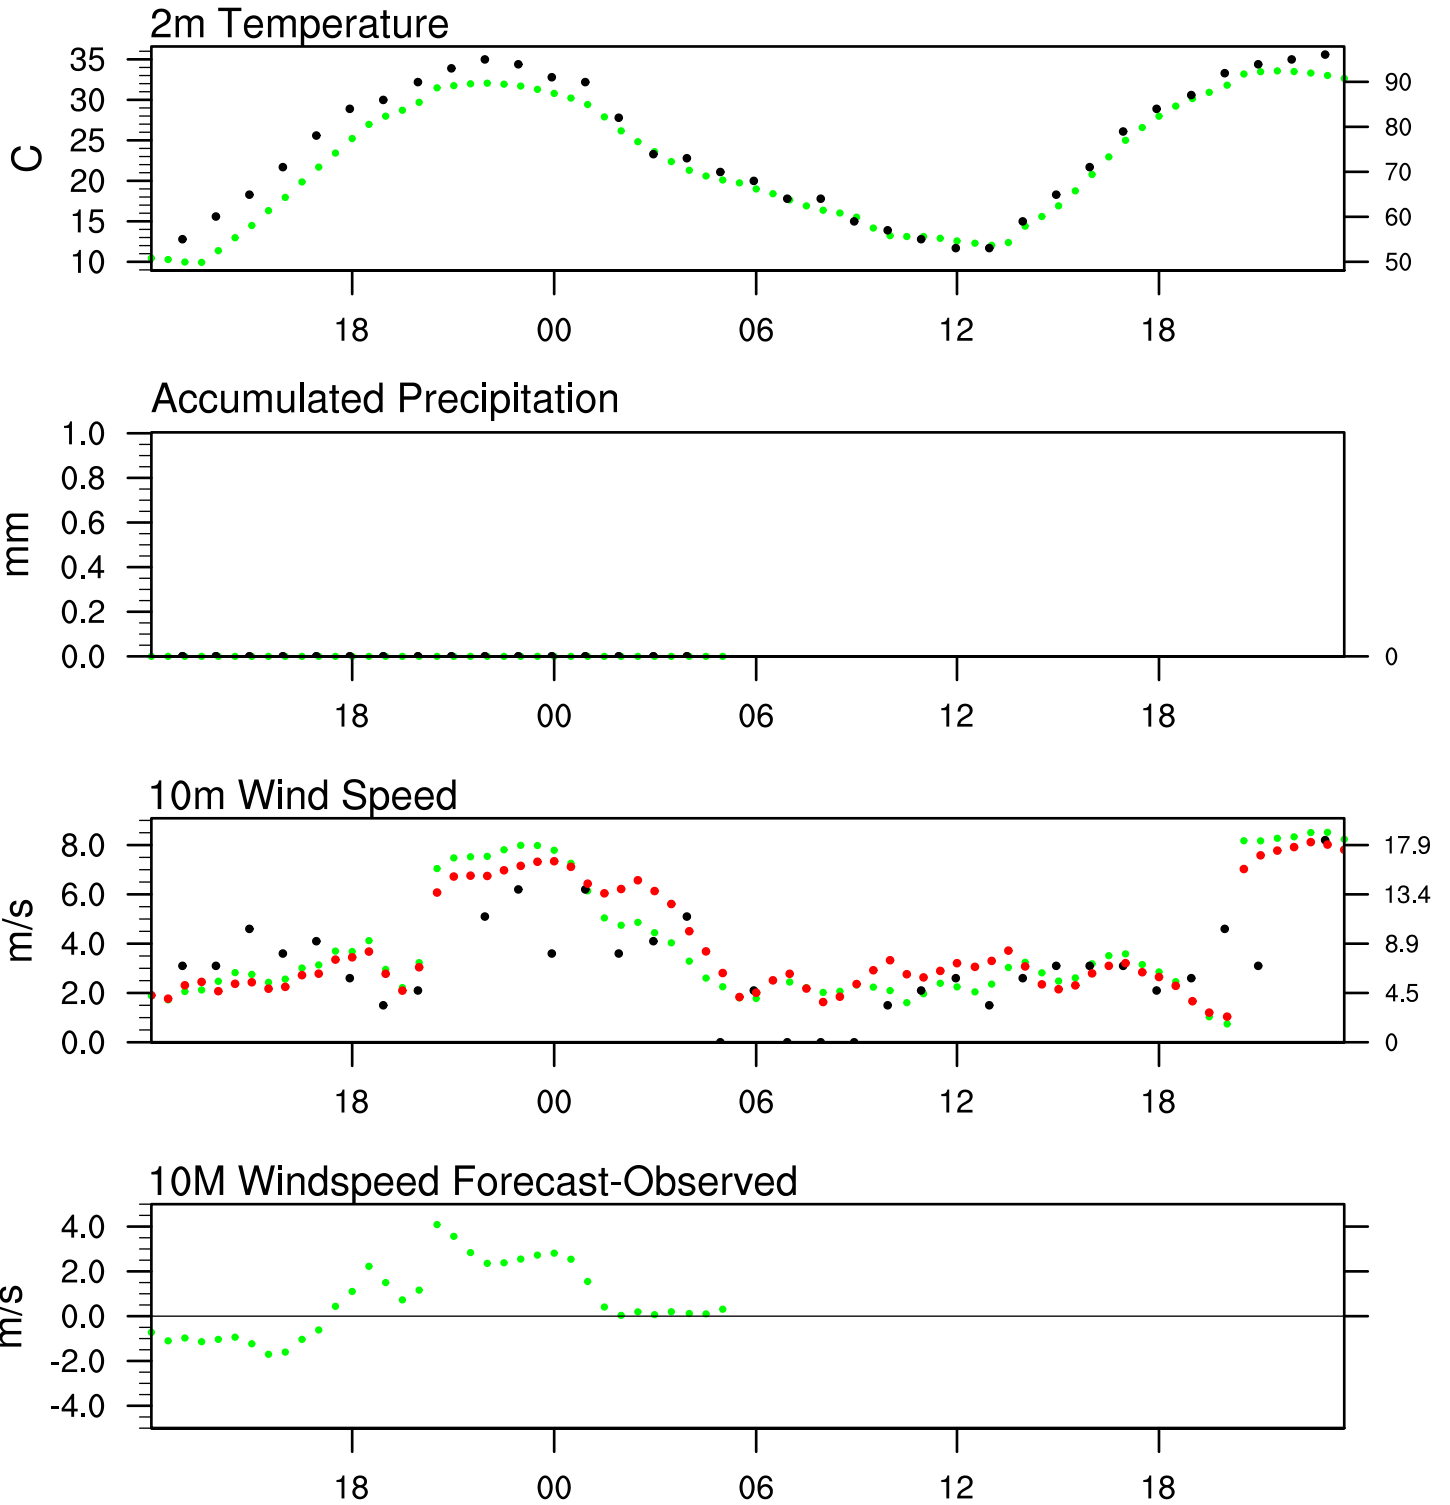 2m Temperature
35
30
25
20
15
10
C
90
80
70
60
50
18 00 06 12 18
Accumulated Precipitation
1.0
0.8
0.6
0.4
0.2
0.0
mm
0
18 00 06 12 18
10m Wind Speed
8.0
6.0
4.0
2.0
0.0
m/s
17.9
13.4
8.9
4.5
0
18 00 06 12 18
10M Windspeed Forecast-Observed
4.0
2.0
0.0
-2.0
-4.0
m/s
18 00 06 12 18